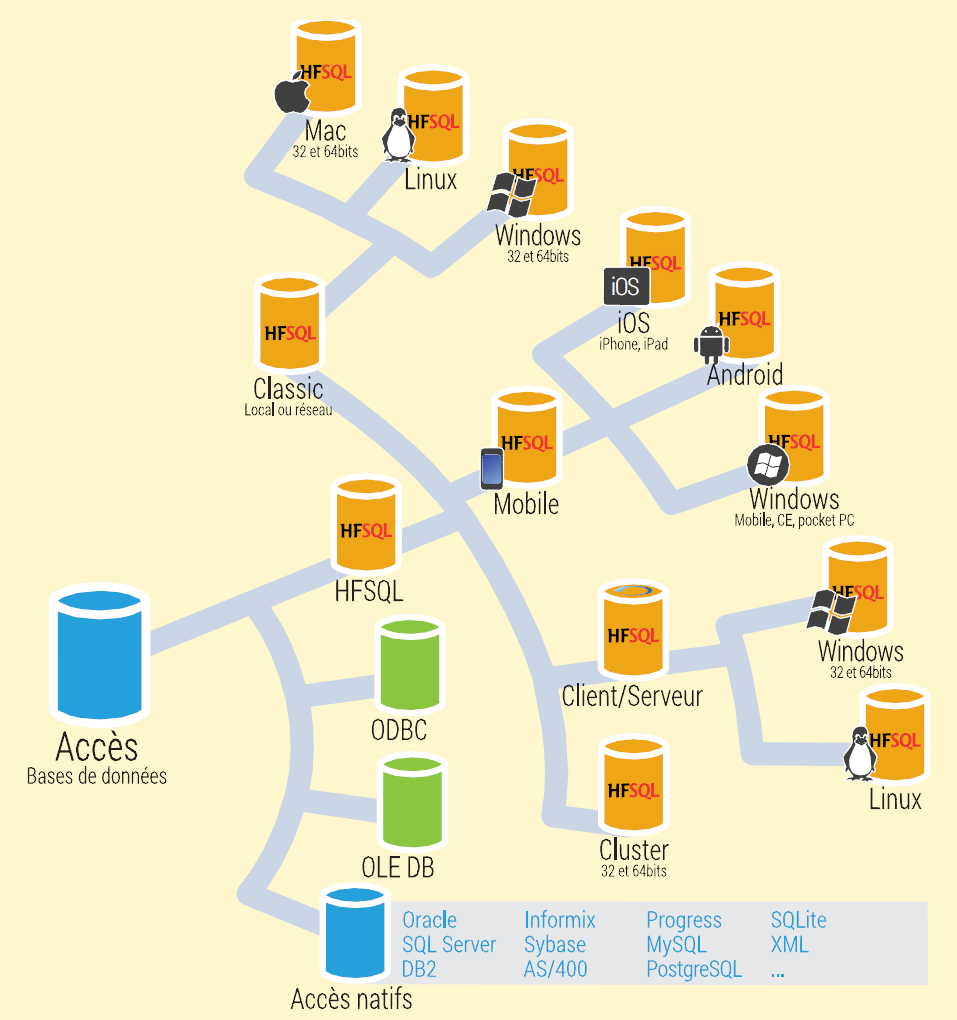 HFSQL
Mac
32 et 64bits
HFSQL
Linux
HFSQL
Windows
32 et 64bits
HFSQL
iOS
iOS
iPhone, iPad
HFSQL
Android
HFSQL
Classic
Local ou réseau
HFSQL
Mobile
HFSQL
Windows
Mobile, CE, pocket PC
HFSQL
HFSQL
HFSQL
Windows
32 et 64bits
HFSQL
Client/Serveur
HFSQL
Linux
Accès
Bases de données
ODBC
HFSQL
Cluster
32 et 64bits
OLE DB
Oracle Informix Progress SQLite
SQL Server Sybase MySQL XML
DB2 AS/400 PostgreSQL ...
Accès natifs